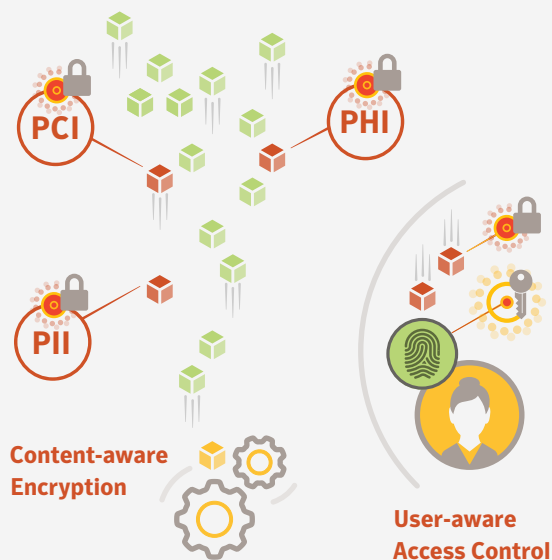 PCI
PHI
PII
Content-aware
Encryption
User-aware
Access Control